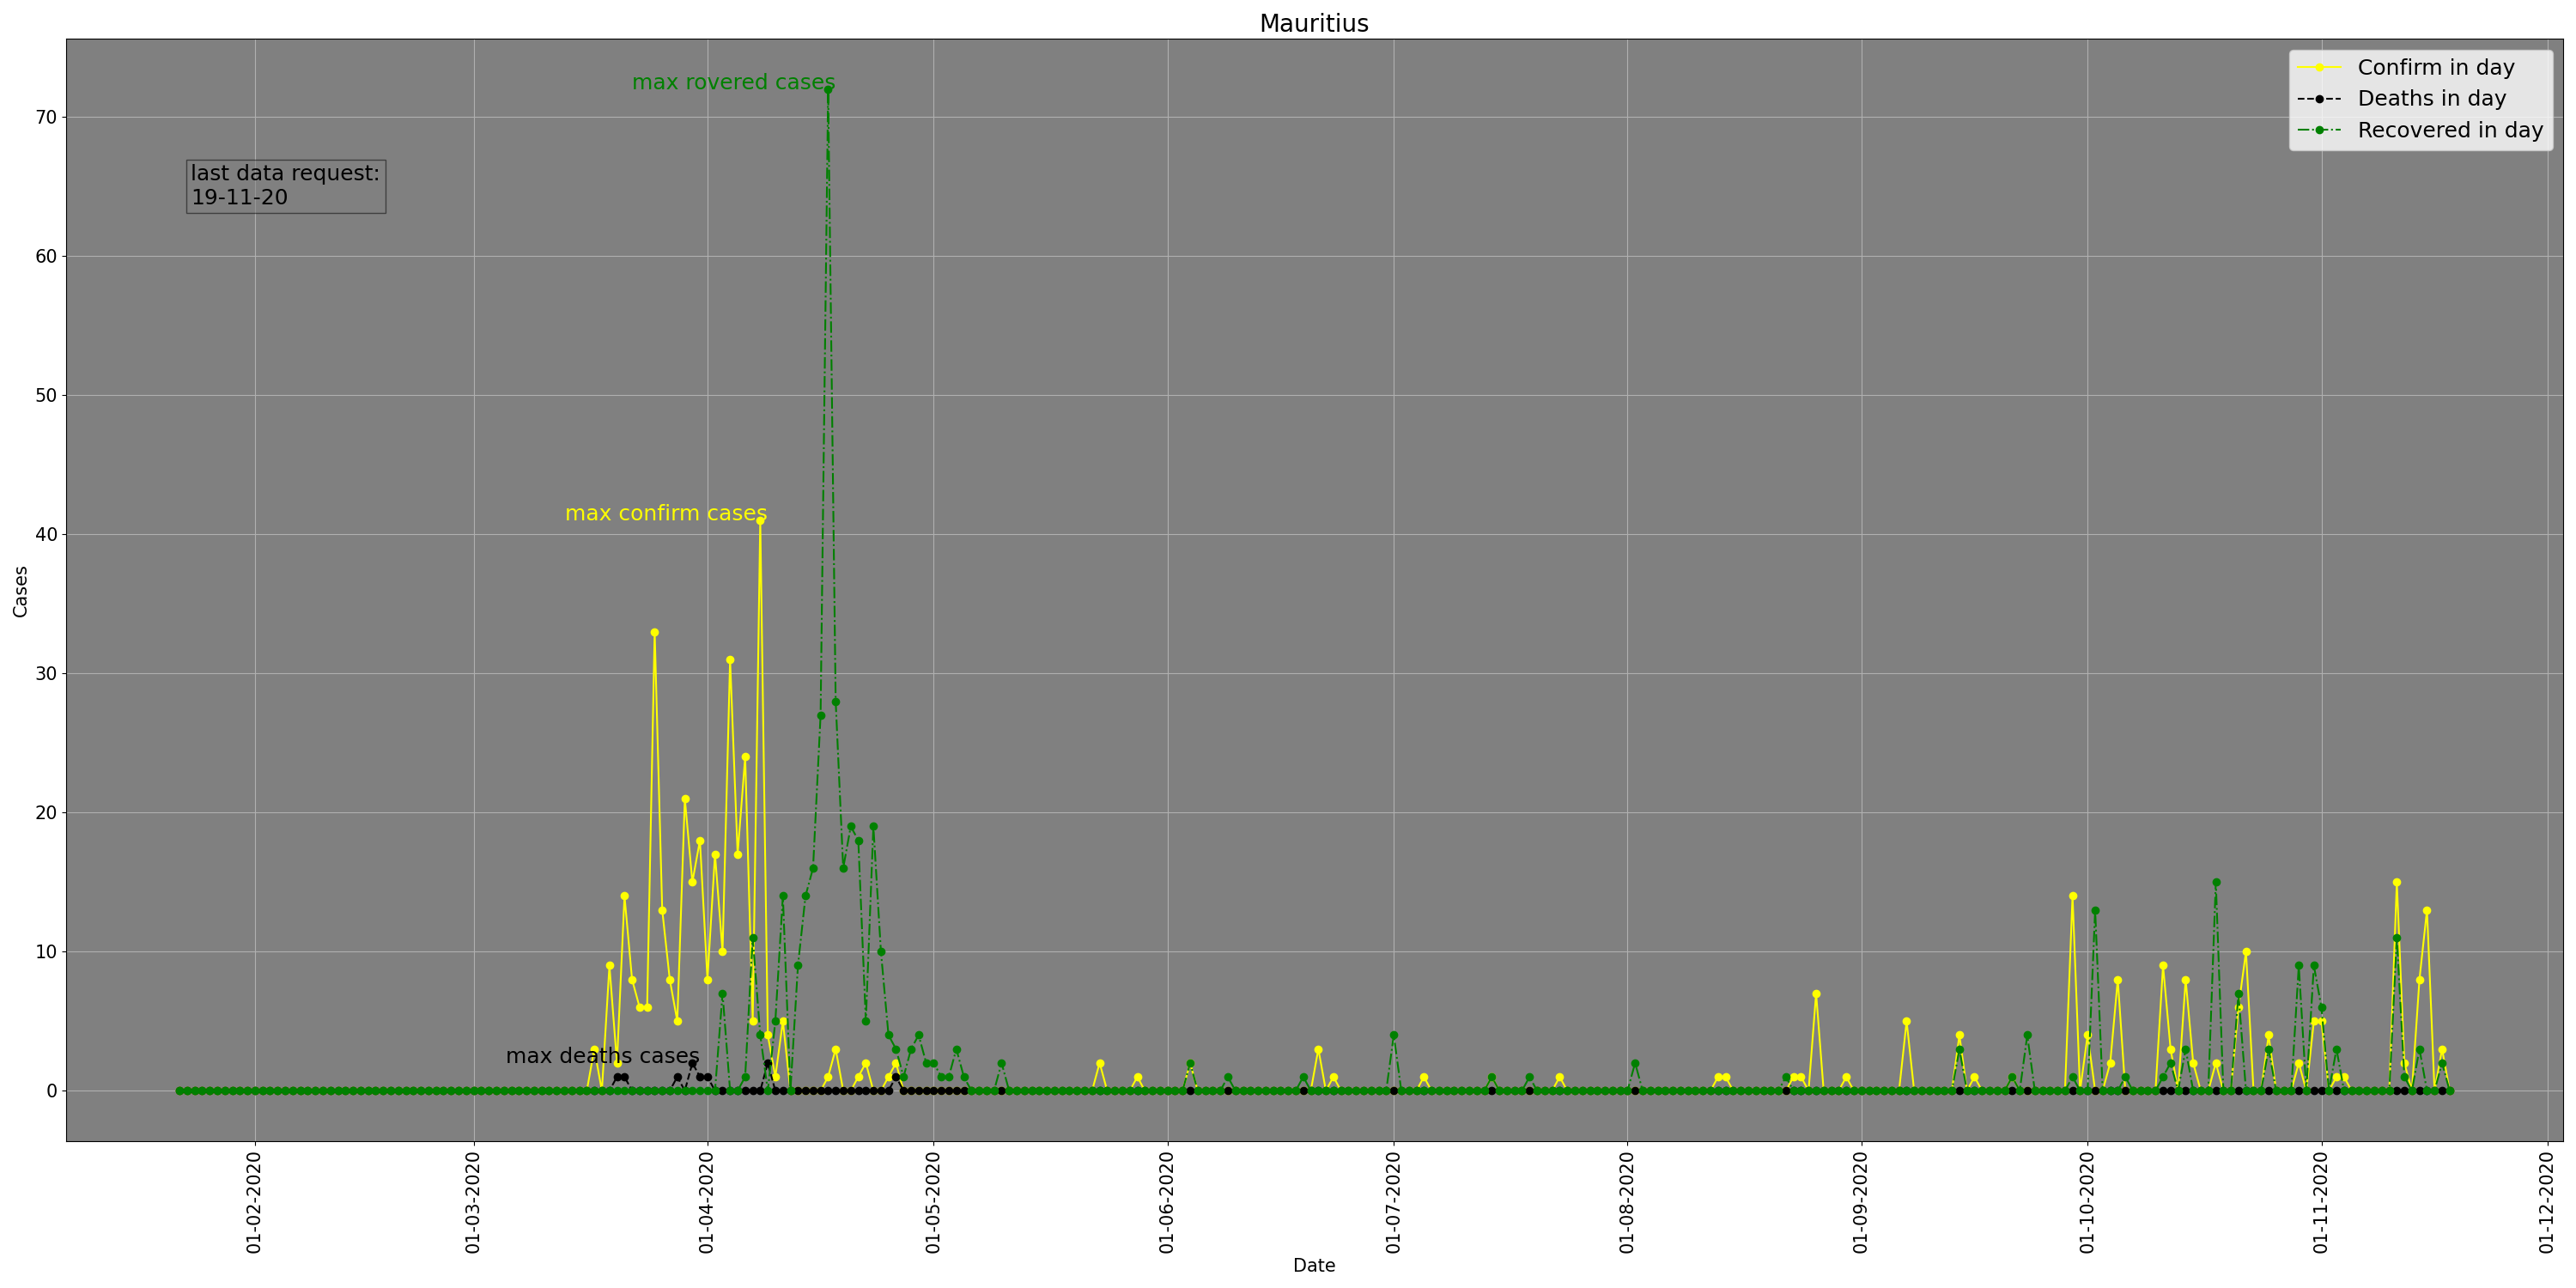 Mauritius
max rovered cases
Confirm in day
Deaths in day
Recovered in day
last data request:
19-11-20
max confirm cases
max deaths cases
Cases
70
60
50
40
30
20
10
0
01-02-2020
01-03-2020
01-04-2020
01-05-2020
01-06-2020
01-07-2020
01-08-2020
01-09-2020
01-10-2020
01-11-2020
01-12-2020
Date